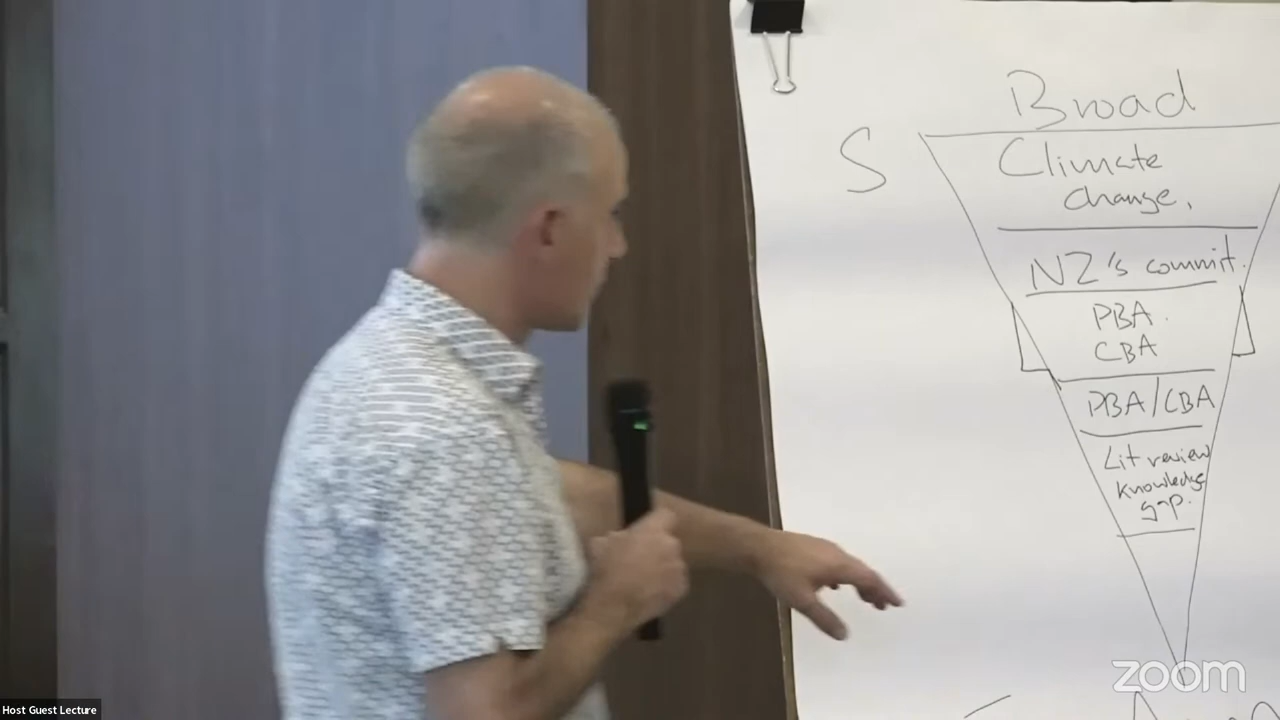 Broad
S
Climate
change.
NZ's commit.
PBA.
CBA
PBA/CBA
Lit review
knowledge
gap.
zoom
Host Guest Lecture